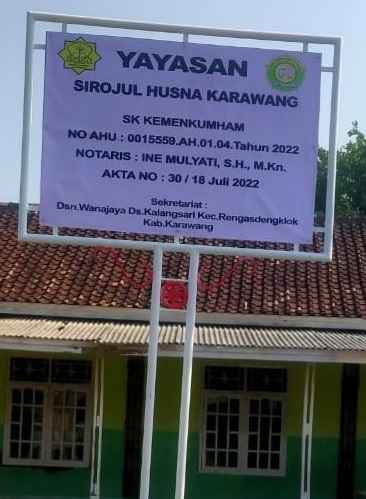 YAYASAN
SIROJUL HUSNA KARAWANG
SK KEMENKUMHAM
NO AHU : 0015559.AH.01.04.Tahun 2022
NOTARIS : INE MULYATI, S.H., M.Kn.
AKTA NO : 30 / 18 Juli 2022
Sekretariat :
Dsn.Wanajaya Ds.Kalangsari Kec.Rengasdengklok
Kab.Karawang